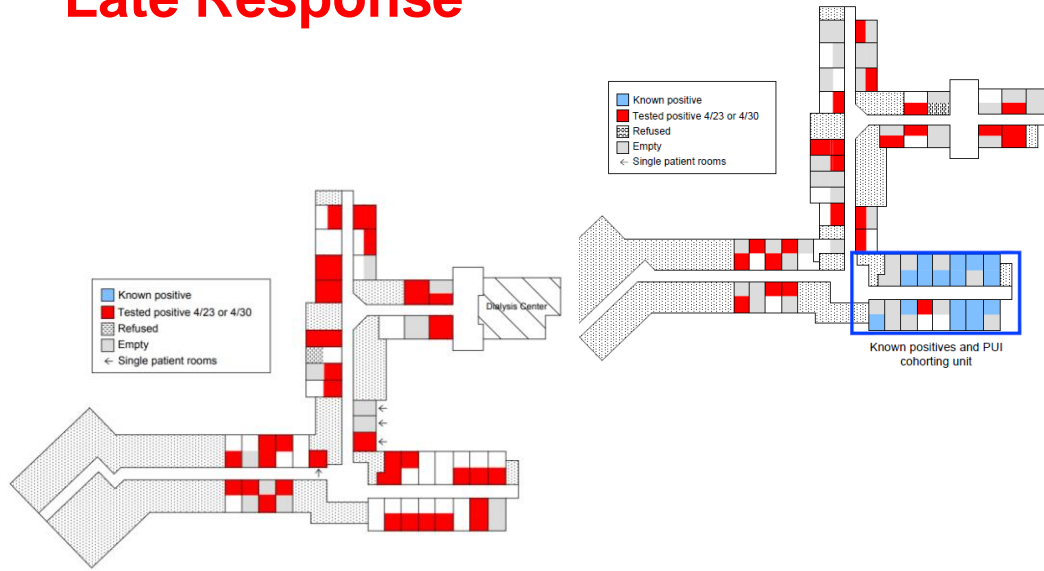 Late Response
Known positive
Tested positive 4/23 or 4/30
Refused
Empty
← Single patient rooms
Dialysis Center
Known positive
Tested positive 4/23 or 4/30
Refused
Empty
← Single patient rooms
Known positives and PUI
cohorting unit